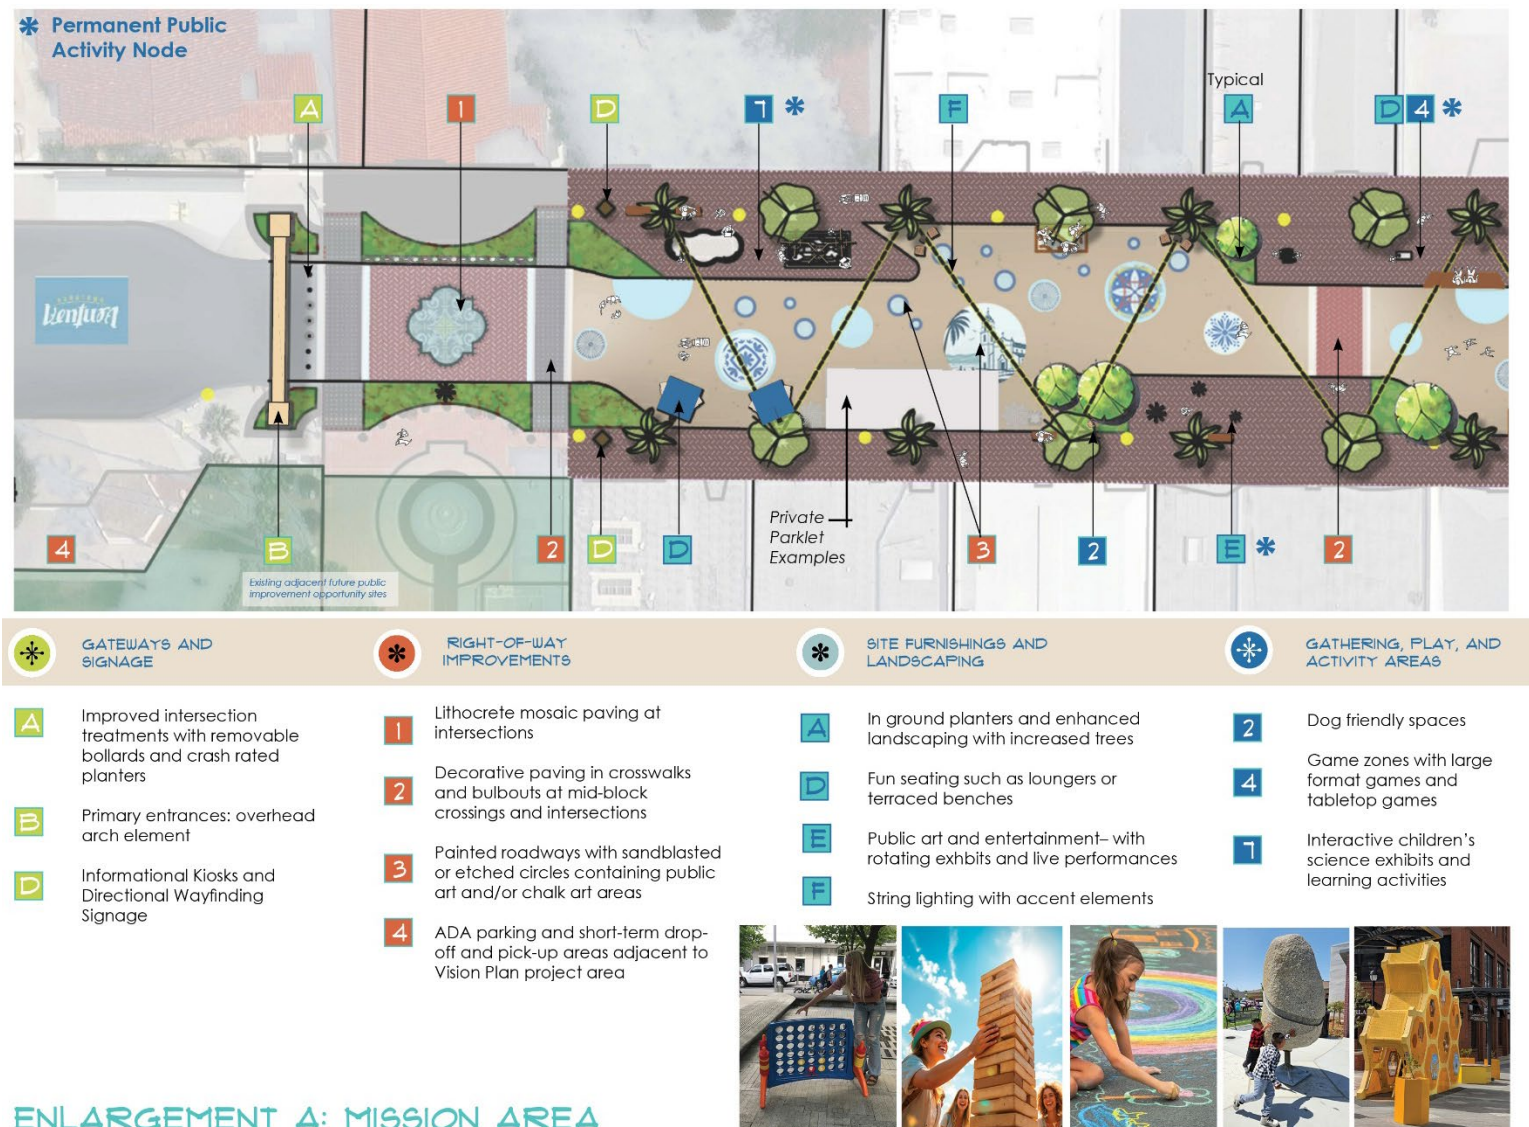 Permanent Public
Activity Node
Typical
A
1
D
7
F
A
D
4
Ventura
Private
Parklet
Examples
4
B
2
D
D
3
2
E
2
Existing adjacent future public
improvement opportunity sites
GATEWAYS AND
SIGNAGE
A
Improved intersection
treatments with removable
bollards and crash rated
planters
B
Primary entrances: overhead
arch element
D
Informational Kiosks and
Directional Wayfinding
Signage
RIGHT-OF-WAY
IMPROVEMENTS
1
Lithocrete mosaic paving at
intersections
2
Decorative paving in crosswalks
and bulbouts at mid-block
crossings and intersections
3
Painted roadways with sandblasted
or etched circles containing public
art and/or chalk art areas
4
ADA parking and short-term drop-
off and pick-up areas adjacent to
Vision Plan project area
SITE FURNISHINGS AND
LANDSCAPING
A
In ground planters and enhanced
landscaping with increased trees
D
Fun seating such as loungers or
terraced benches
E
Public art and entertainment– with
rotating exhbits and live performances
F
String lighting with accent elements
GATHERING, PLAY, AND
ACTIVITY AREAS
2
Dog friendly spaces
4
Game zones with large
format games and
tabletop games
7
Interactive children's
science exhibits and
learning activities
ENLARGEMENT A: MISSION AREA